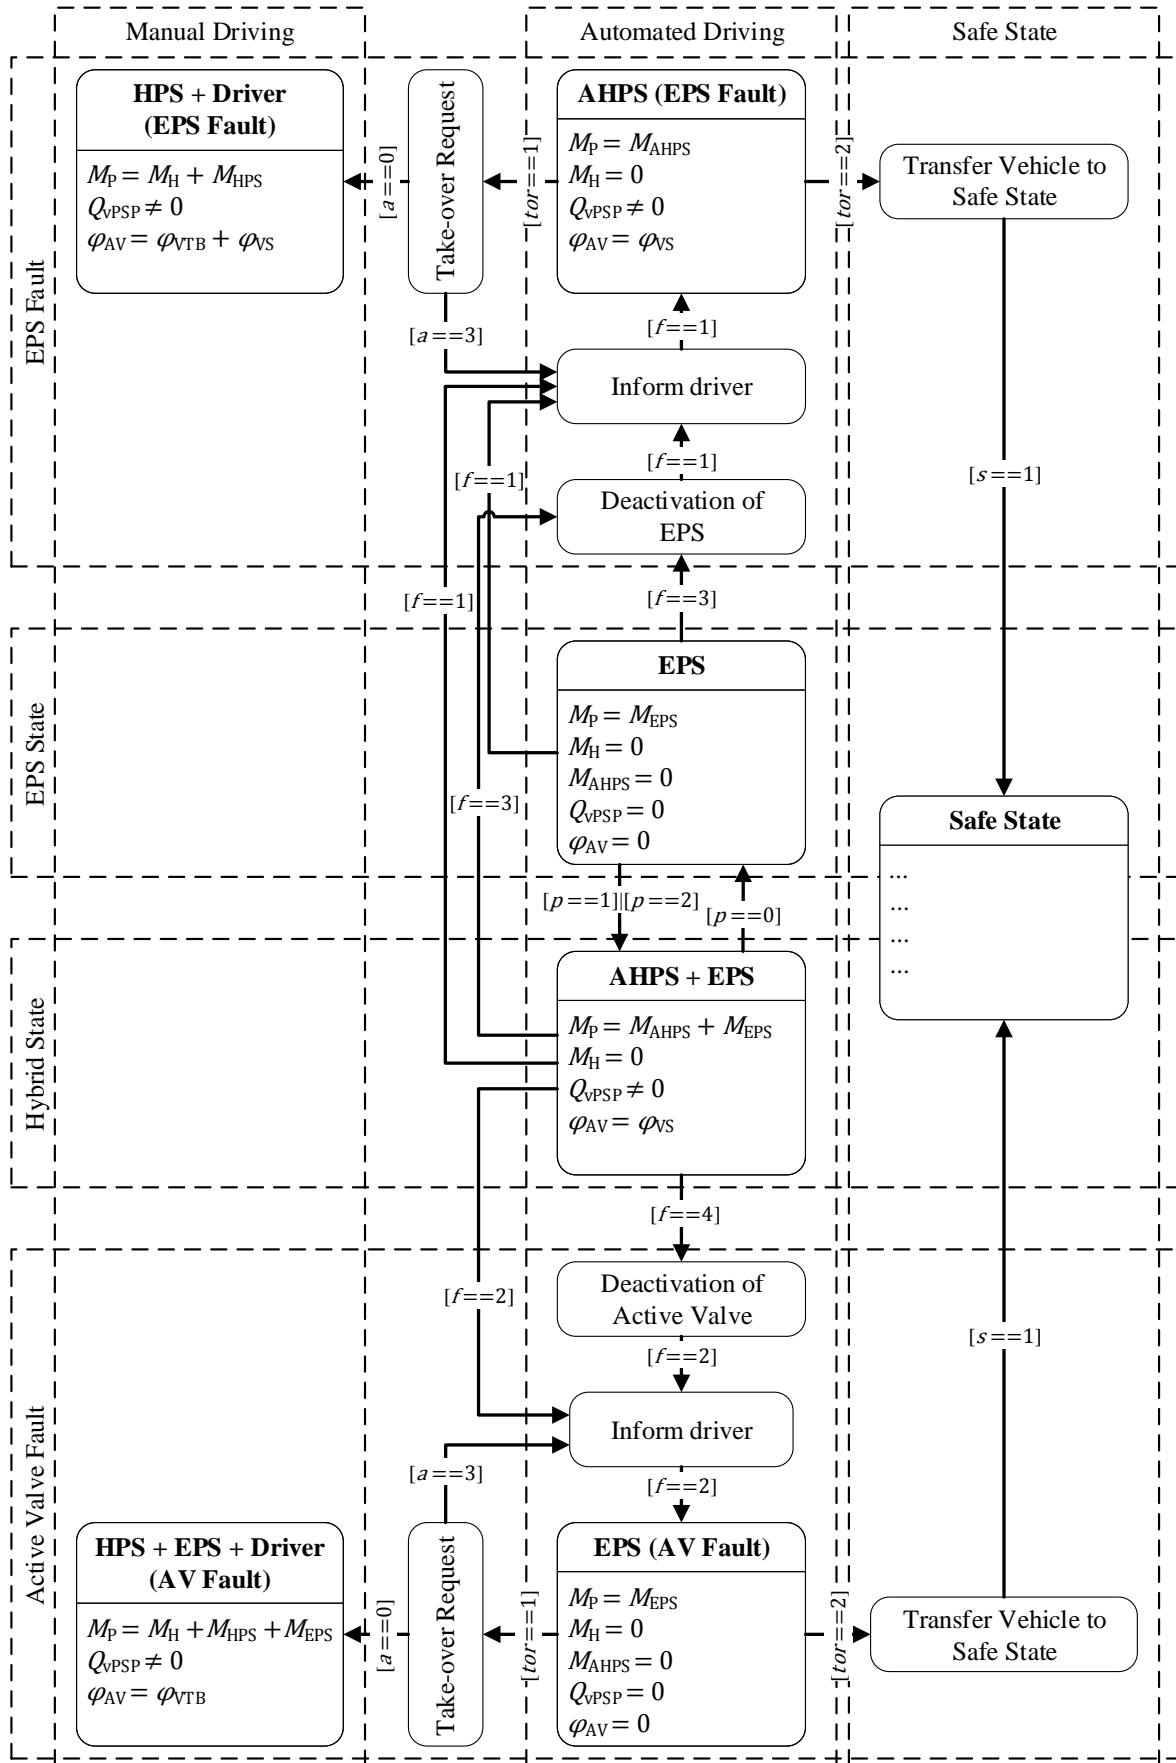 Manual Driving
Automated Driving
Safe State
EPS Fault
HPS + Driver
(EPS Fault)
M_P = M_H + M_HPS
Q_vPSP ≠ 0
φ_AV = φ_VTB + φ_VS
[a==0]
Take-over Request
[tor==1]
AHPS (EPS Fault)
M_P = M_AHPS
M_H = 0
Q_vPSP ≠ 0
φ_AV = φ_VS
[tor==2]
Transfer Vehicle to
Safe State
[a==3]
[f==1]
Inform driver
[f==1]
[f==1]
[s==1]
Deactivation of
EPS
[f==1]
[f==3]
EPS State
EPS
M_P = M_EPS
M_H = 0
M_AHPS = 0
Q_vPSP = 0
φ_AV = 0
[f==3]
Safe State
...
...
...
...
[p==1]|[p==2]
[p==0]
Hybrid State
AHPS + EPS
M_P = M_AHPS + M_EPS
M_H = 0
Q_vPSP ≠ 0
φ_AV = φ_VS
[f==4]
Active Valve Fault
Deactivation of
Active Valve
[f==2]
[f==2]
[s==1]
Inform driver
[a==3]
[f==2]
HPS + EPS + Driver
(AV Fault)
M_P = M_H + M_HPS + M_EPS
Q_vPSP ≠ 0
φ_AV = φ_VTB
[a==0]
Take-over Request
[tor==1]
EPS (AV Fault)
M_P = M_EPS
M_H = 0
M_AHPS = 0
Q_vPSP = 0
φ_AV = 0
[tor==2]
Transfer Vehicle to
Safe State